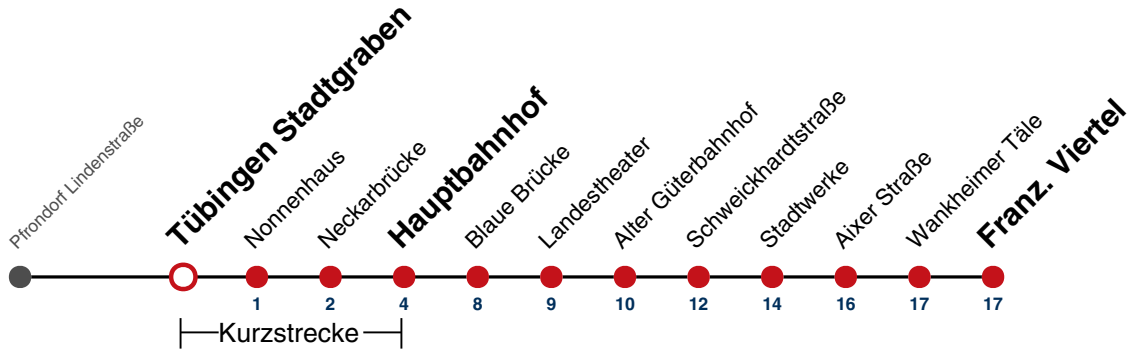 Pfrondorf Lindenstraße
Tübingen Stadtgraben
Nonnenhaus
Neckarbrücke
Hauptbahnhof
Blaue Brücke
Landestheater
Alter Güterbahnhof
Schweickhardtstraße
Stadtwerke
Aixer Straße
Wankheimer Täle
Franz. Viertel
1 2 4 8 9 10 12 14 16 17 17
Kurzstrecke